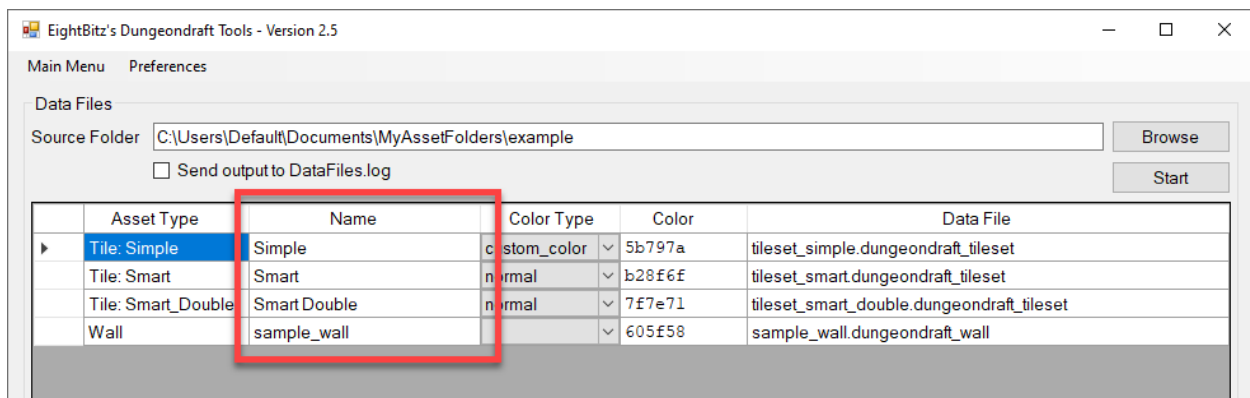 EightBitz's Dungeondraft Tools - Version 2.5
Main Menu Preferences
Data Files
Source Folder C:\Users\Default\Documents\MyAssetFolders\example Browse
Send output to DataFiles.log Start
Asset Type Name Color Type Color Data File
Tile: Simple Simple custom_color 5b797a tileset_simple.dungeondraft_tileset
Tile: Smart Smart normal b28f6f tileset_smart.dungeondraft_tileset
Tile: Smart_Double Smart Double normal 7f7e71 tileset_smart_double.dungeondraft_tileset
Wall sample_wall 605f58 sample_wall.dungeondraft_wall